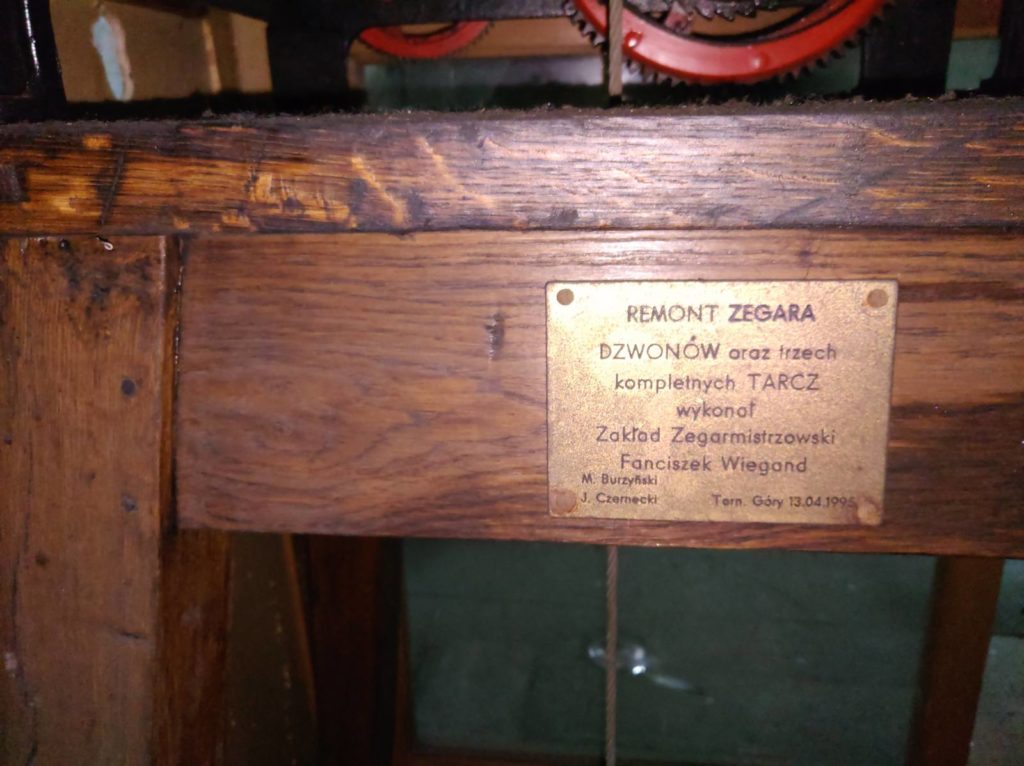 REMONT ZEGARA
DZWONÓW oraz trzech
kompletnych TARCZ
wykonał
Zakład Zegarmistrzowski
Fanciszek Wiegand
M. Burzyński
J. Czernecki Tarn. Góry 13.04.1995